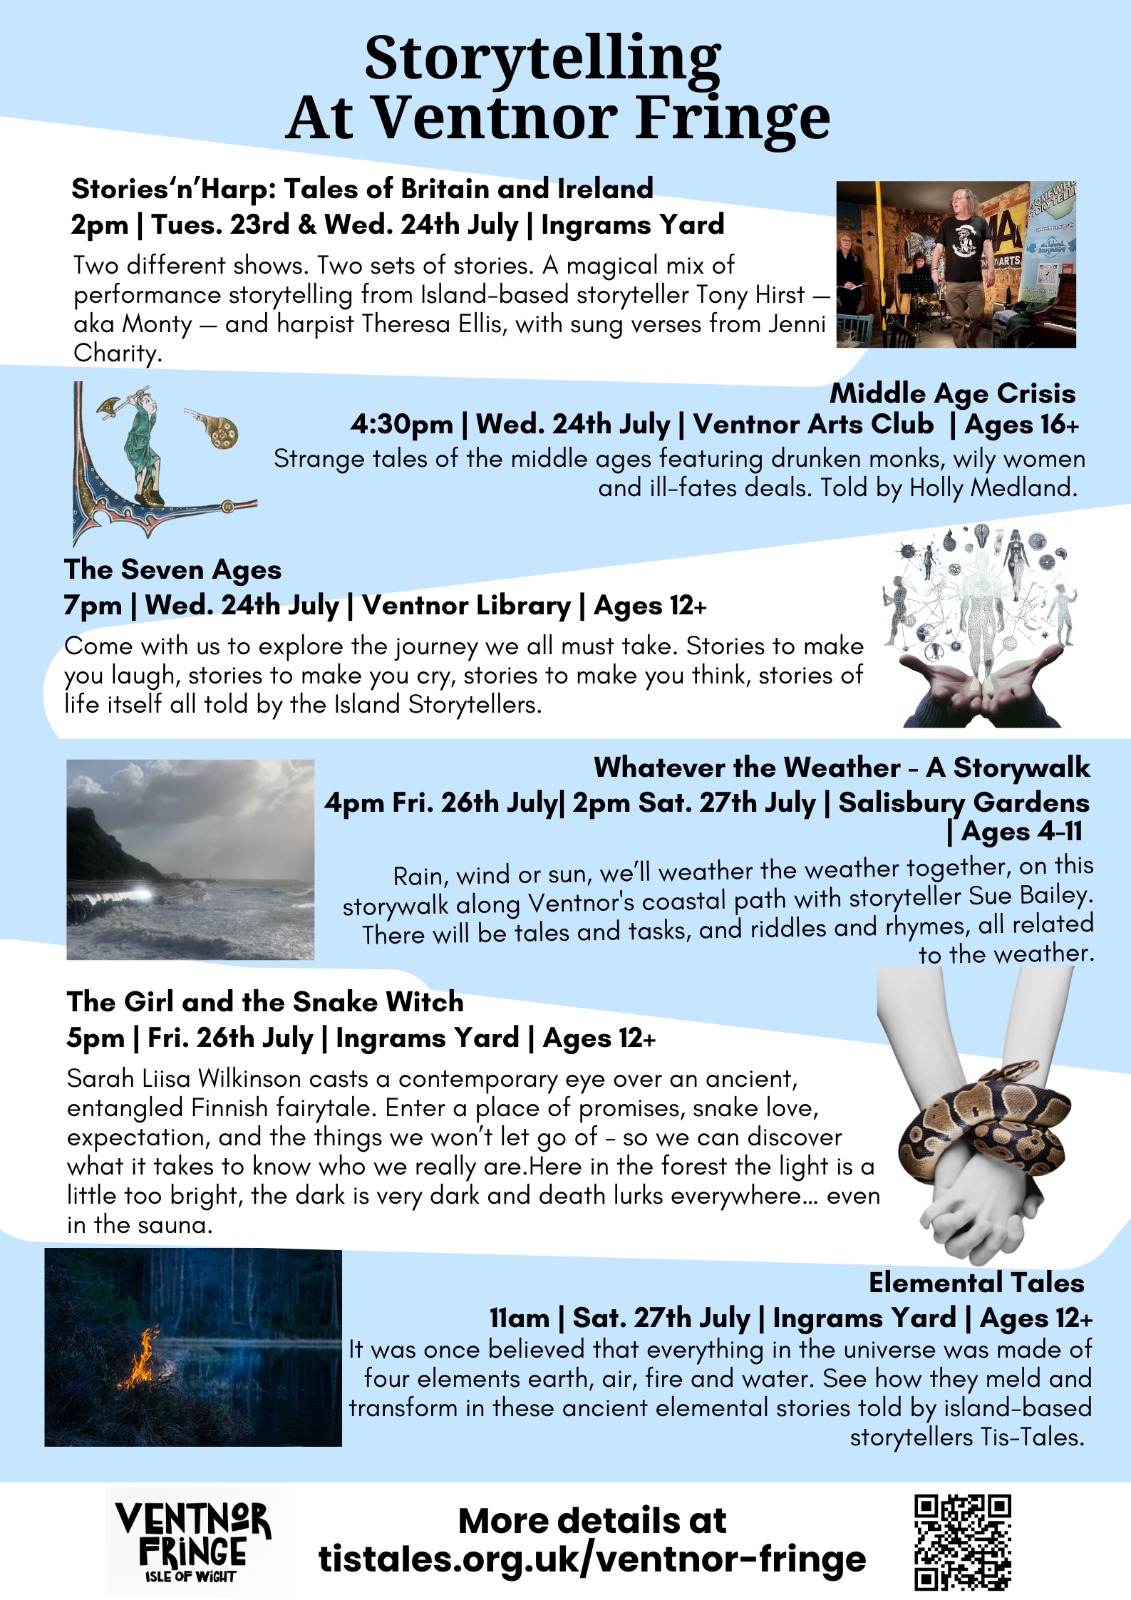 Storytelling
At Ventnor Fringe
Stories‘n’Harp: Tales of Britain and Ireland
2pm | Tues. 23rd & Wed. 24th July | Ingrams Yard
Two different shows. Two sets of stories. A magical mix of
performance storytelling from Island-based storyteller Tony Hirst —
aka Monty — and harpist Theresa Ellis, with sung verses from Jenni
Charity.
Middle Age Crisis
4:30pm | Wed. 24th July | Ventnor Arts Club | Ages 16+
Strange tales of the middle ages featuring drunken monks, wily women
and ill-fates deals. Told by Holly Medland.
The Seven Ages
7pm | Wed. 24th July | Ventnor Library | Ages 12+
Come with us to explore the journey we all must take. Stories to make
you laugh, stories to make you cry, stories to make you think, stories of
life itself all told by the Island Storytellers.
Whatever the Weather - A Storywalk
4pm Fri. 26th July| 2pm Sat. 27th July | Salisbury Gardens
| Ages 4-11
Rain, wind or sun, we’ll weather the weather together, on this
storywalk along Ventnor's coastal path with storyteller Sue Bailey.
There will be tales and tasks, and riddles and rhymes, all related
to the weather.
The Girl and the Snake Witch
5pm | Fri. 26th July | Ingrams Yard | Ages 12+
Sarah Liisa Wilkinson casts a contemporary eye over an ancient,
entangled Finnish fairytale. Enter a place of promises, snake love,
expectation, and the things we won’t let go of - so we can discover
what it takes to know who we really are.Here in the forest the light is a
little too bright, the dark is very dark and death lurks everywhere... even
in the sauna.
Elemental Tales
11am | Sat. 27th July | Ingrams Yard | Ages 12+
It was once believed that everything in the universe was made of
four elements earth, air, fire and water. See how they meld and
transform in these ancient elemental stories told by island-based
storytellers Tis-Tales.
VENTNOR
FRINGE
ISLE OF WIGHT
More details at
tistales.org.uk/ventnor-fringe